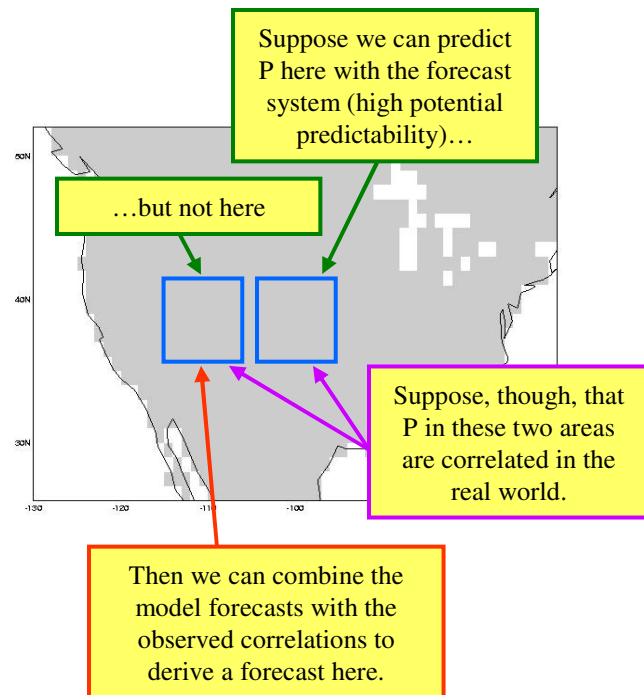 Suppose we can predict
P here with the forecast
system (high potential
predictability)…
…but not here
50N
40N
30N
Suppose, though, that
P in these two areas
are correlated in the
real world.
-130
-120
-110
-100
Then we can combine the
model forecasts with the
observed correlations to
derive a forecast here.